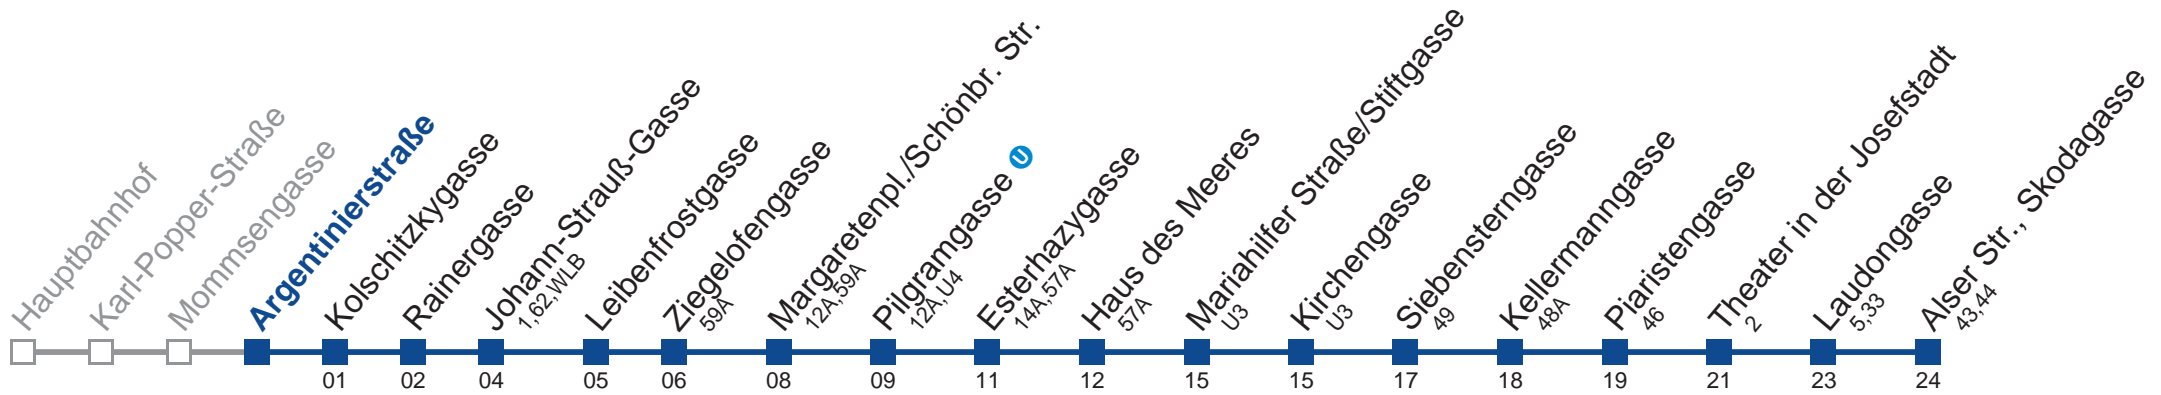 Hauptbahnhof
Karl-Popper-Straße
Mommsengasse
Argentinierstraße
Kolschitzkygasse
01
Rainergasse
02
Johann-Strauß-Gasse
1,62,WLB
04
Leibenfrostgasse
05
Ziegelofengasse
59A
06
Margaretenpl./Schönbr. Str.
12A,59A
08
Pilgramgasse U
12A,U4
09
Esterhazygasse
14A,57A
11
Haus des Meeres
57A
12
Mariahilfer Straße/Stiftgasse
U3
15
Kirchengasse
U3
15
Siebensterngasse
49
17
Kellermanngasse
48A
18
Piaristengasse
46
19
Theater in der Josefstadt
2
21
Laudongasse
5,33
23
Alser Str., Skodagasse
43,44
24